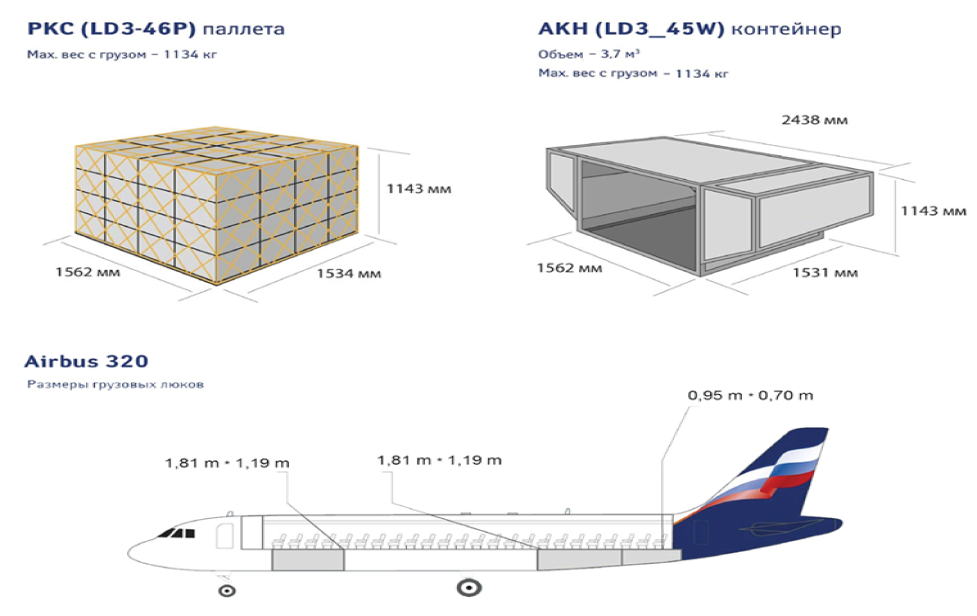 PKC (LD3-46P) паллета
Max. вес с грузом – 1134 кг
1143 мм
1562 мм
1534 мм
AKH (LD3_45W) контейнер
Объем – 3,7 м³
Max. вес с грузом – 1134 кг
2438 мм
1143 мм
1562 мм
1531 мм
Airbus 320
Размеры грузовых люков
0,95 m * 0,70 m
1,81 m * 1,19 m
1,81 m * 1,19 m